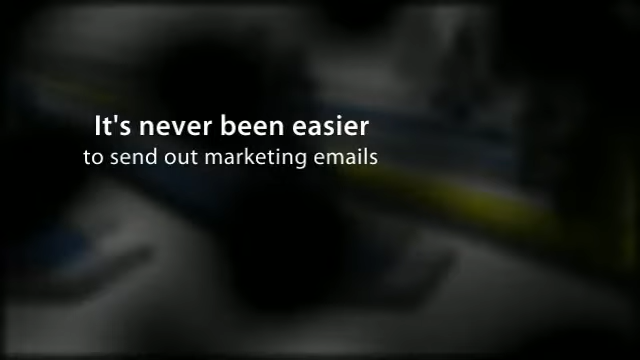 It's never been easier
to send out marketing emails